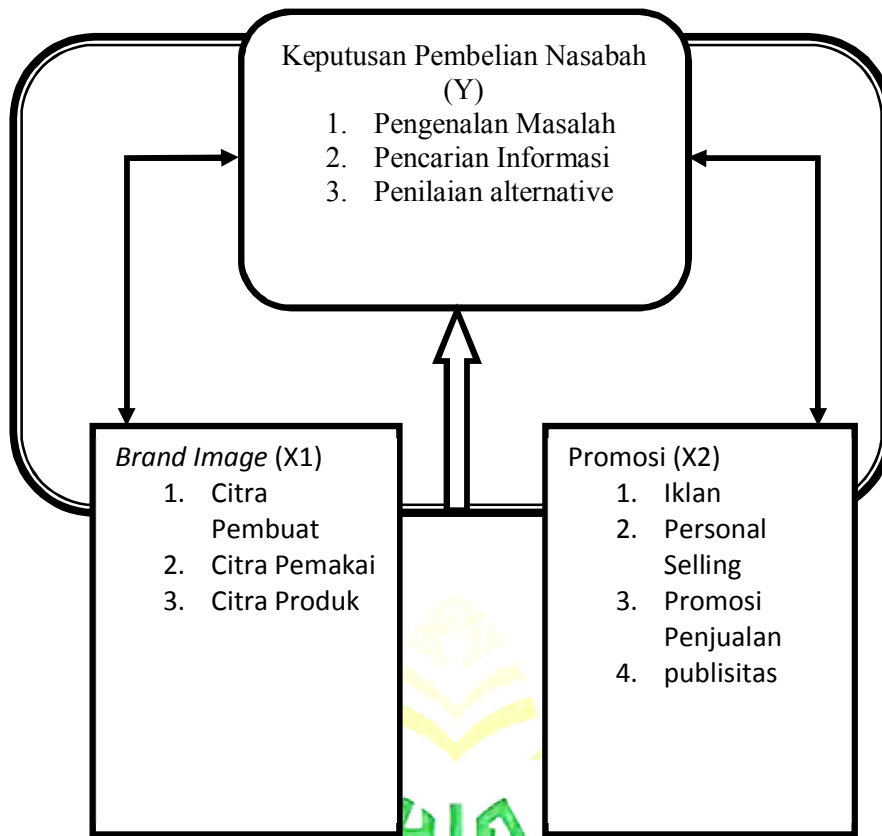 Keputusan Pembelian Nasabah
(Y)
1. Pengenalan Masalah
2. Pencarian Informasi
3. Penilaian alternative
Brand Image (X1)
1. Citra
Pembuat
2. Citra Pemakai
3. Citra Produk
Promosi (X2)
1. Iklan
2. Personal
Selling
3. Promosi
Penjualan
4. publisitas